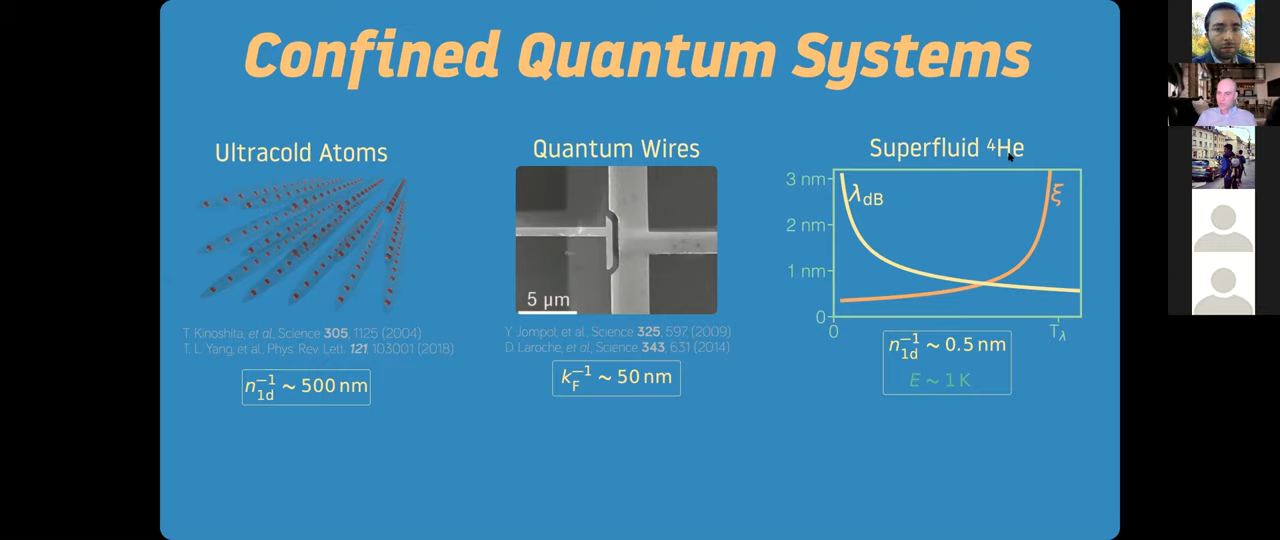 Confined Quantum Systems
Ultracold Atoms
T. Kinoshita, et al., Science 305, 1125 (2004)
T. L. Yang, et al., Phys. Rev. Lett. 121, 103001 (2018)
n₁d⁻¹ ~ 500 nm
Quantum Wires
5 μm
Y. Jompol, et al., Science 325, 597 (2009)
D. Laroche, et al., Science 343, 631 (2014)
k_F⁻¹ ~ 50 nm
Superfluid ⁴He
3 nm
2 nm
1 nm
0
λ_dB
ξ
0
T_λ
n₁d⁻¹ ~ 0.5 nm
E ~ 1 K